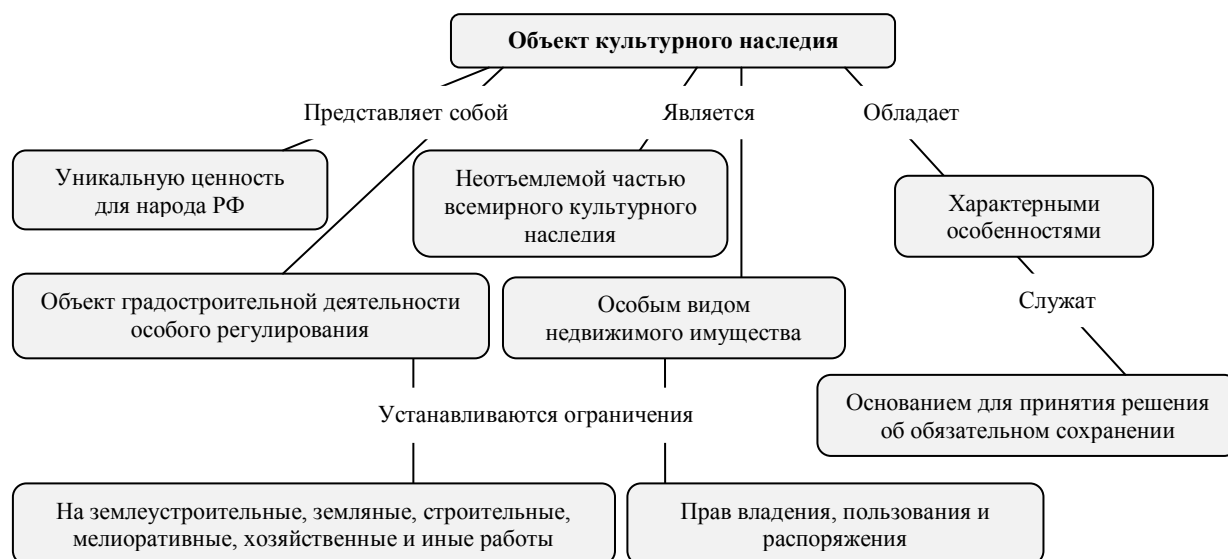 Объект культурного наследия
Представляет собой
Является
Обладает
Уникальную ценность
для народа РФ
Неотъемлемой частью
всемирного культурного
наследия
Характерными
особенностями
Объект градостроительной деятельности
особого регулирования
Особым видом
недвижимого имущества
Служат
Устанавливаются ограничения
Основанием для принятия решения
об обязательном сохранении
На землеустроительные, земляные, строительные,
мелиоративные, хозяйственные и иные работы
Прав владения, пользования и
распоряжения